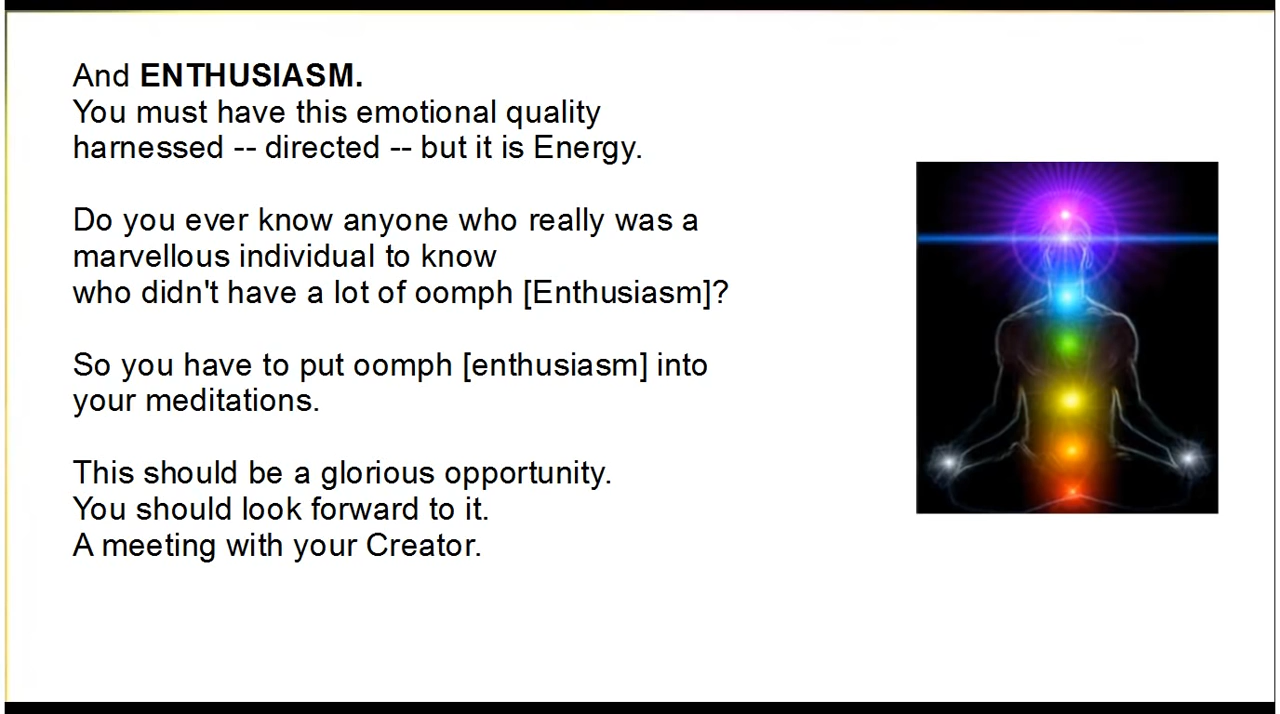 And ENTHUSIASM.
You must have this emotional quality
harnessed -- directed -- but it is Energy.
Do you ever know anyone who really was a
marvellous individual to know
who didn't have a lot of oomph [Enthusiasm]?
So you have to put oomph [enthusiasm] into
your meditations.
This should be a glorious opportunity.
You should look forward to it.
A meeting with your Creator.